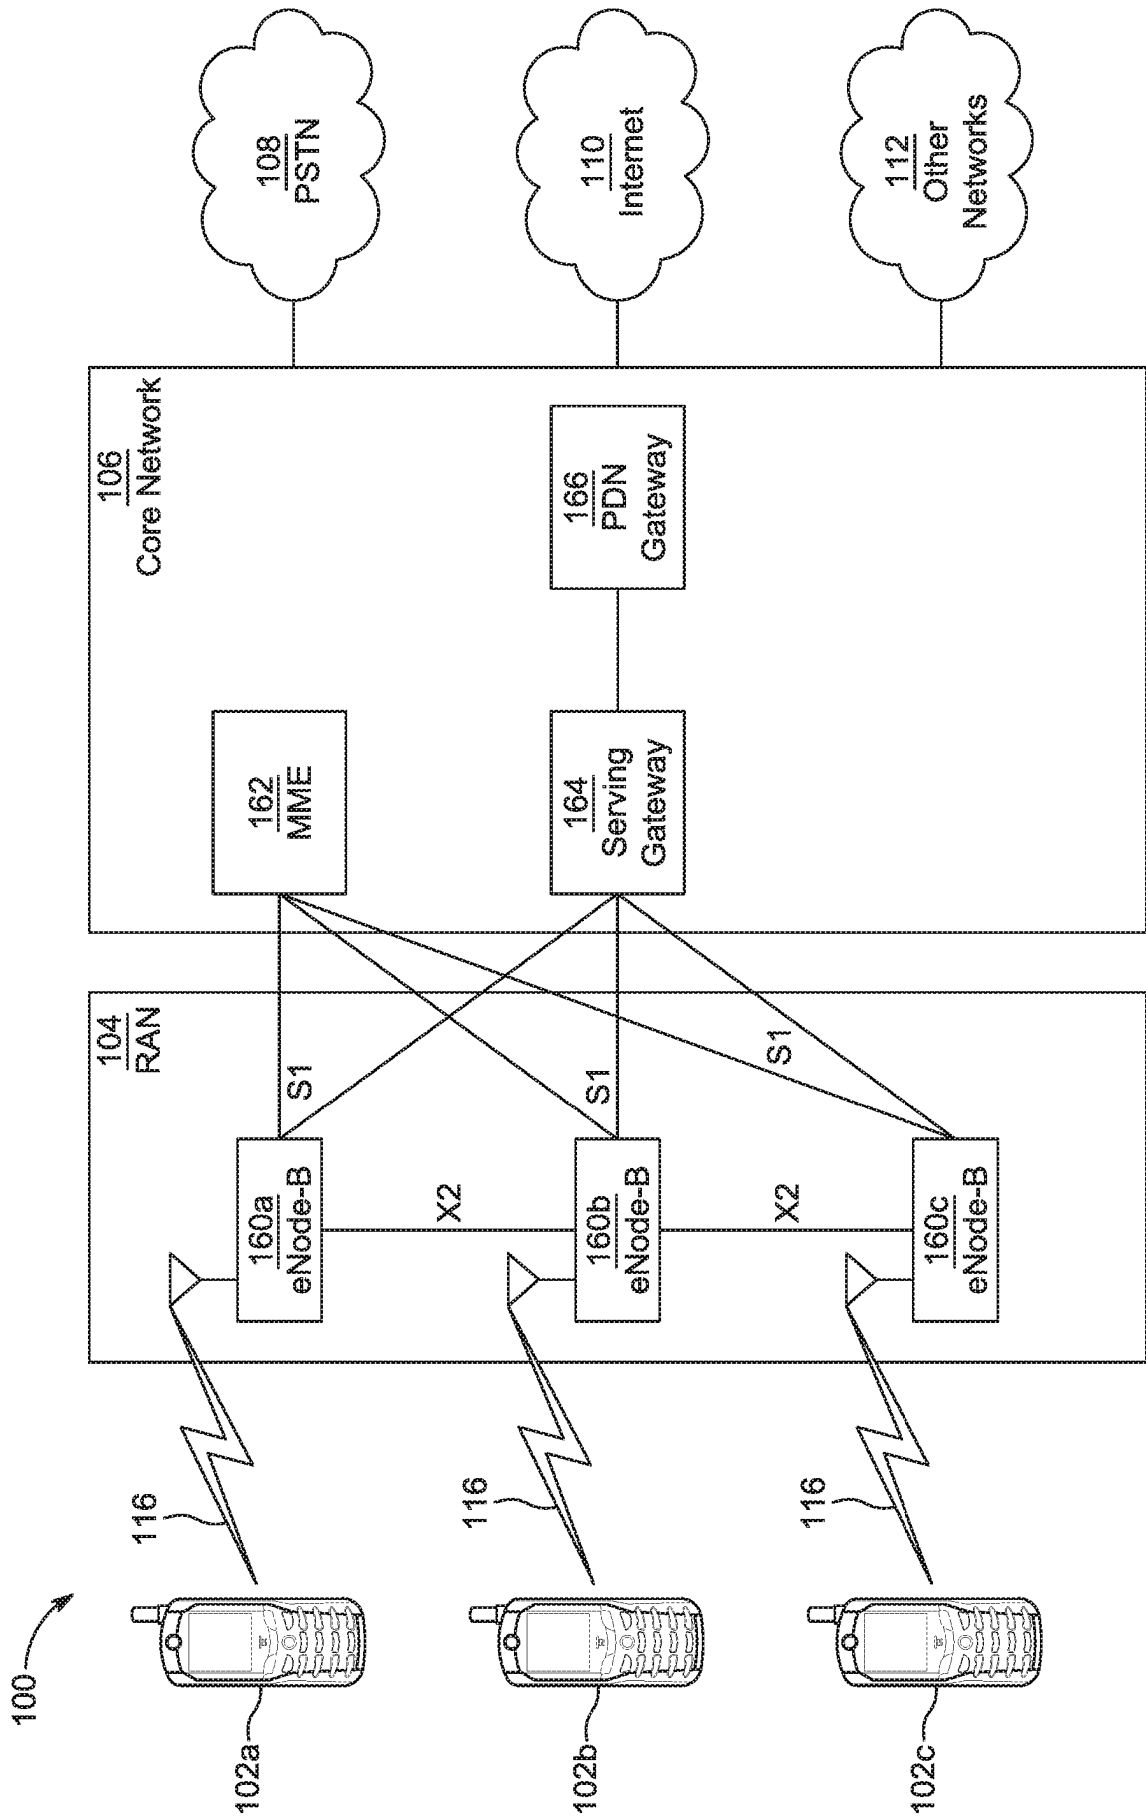 100
102a
102b
102c
116
116
116
104
RAN
160a
eNode-B
160b
eNode-B
160c
eNode-B
X2
X2
S1
S1
S1
106
Core Network
162
MME
164
Serving
Gateway
166
PDN
Gateway
108
PSTN
110
Internet
112
Other
Networks